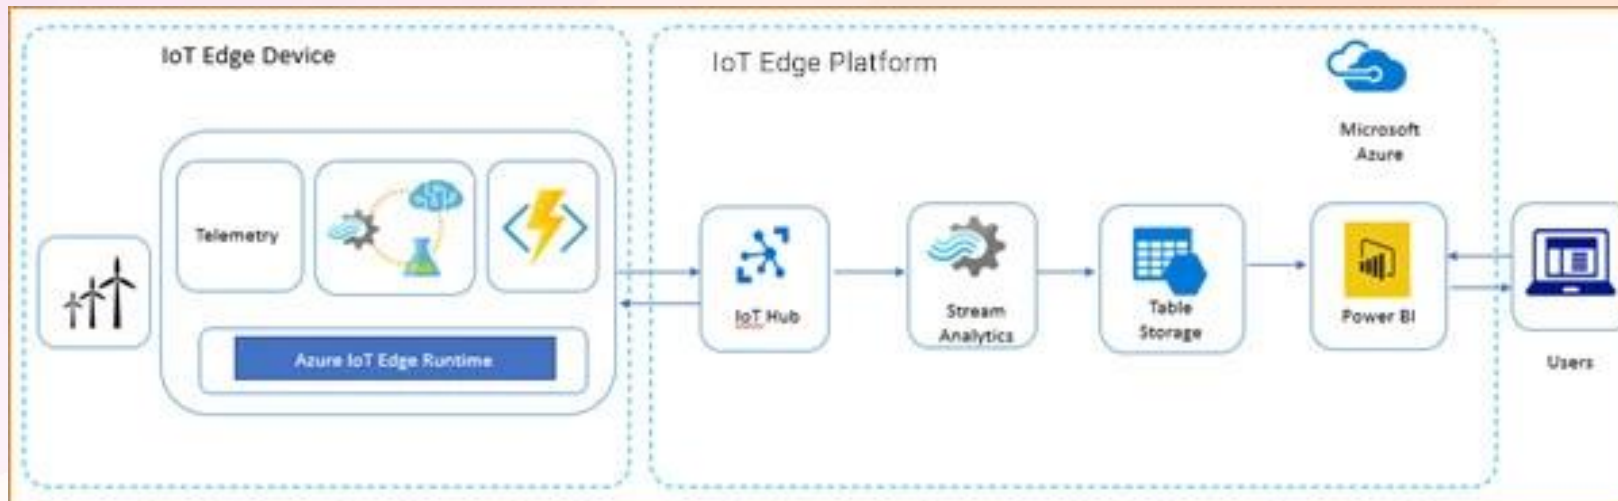 IoT Edge Device
IoT Edge Platform
Microsoft
Azure
Telemetry
Azure IoT Edge Runtime
IoT Hub
Stream
Analytics
Table
Storage
Power BI
Users